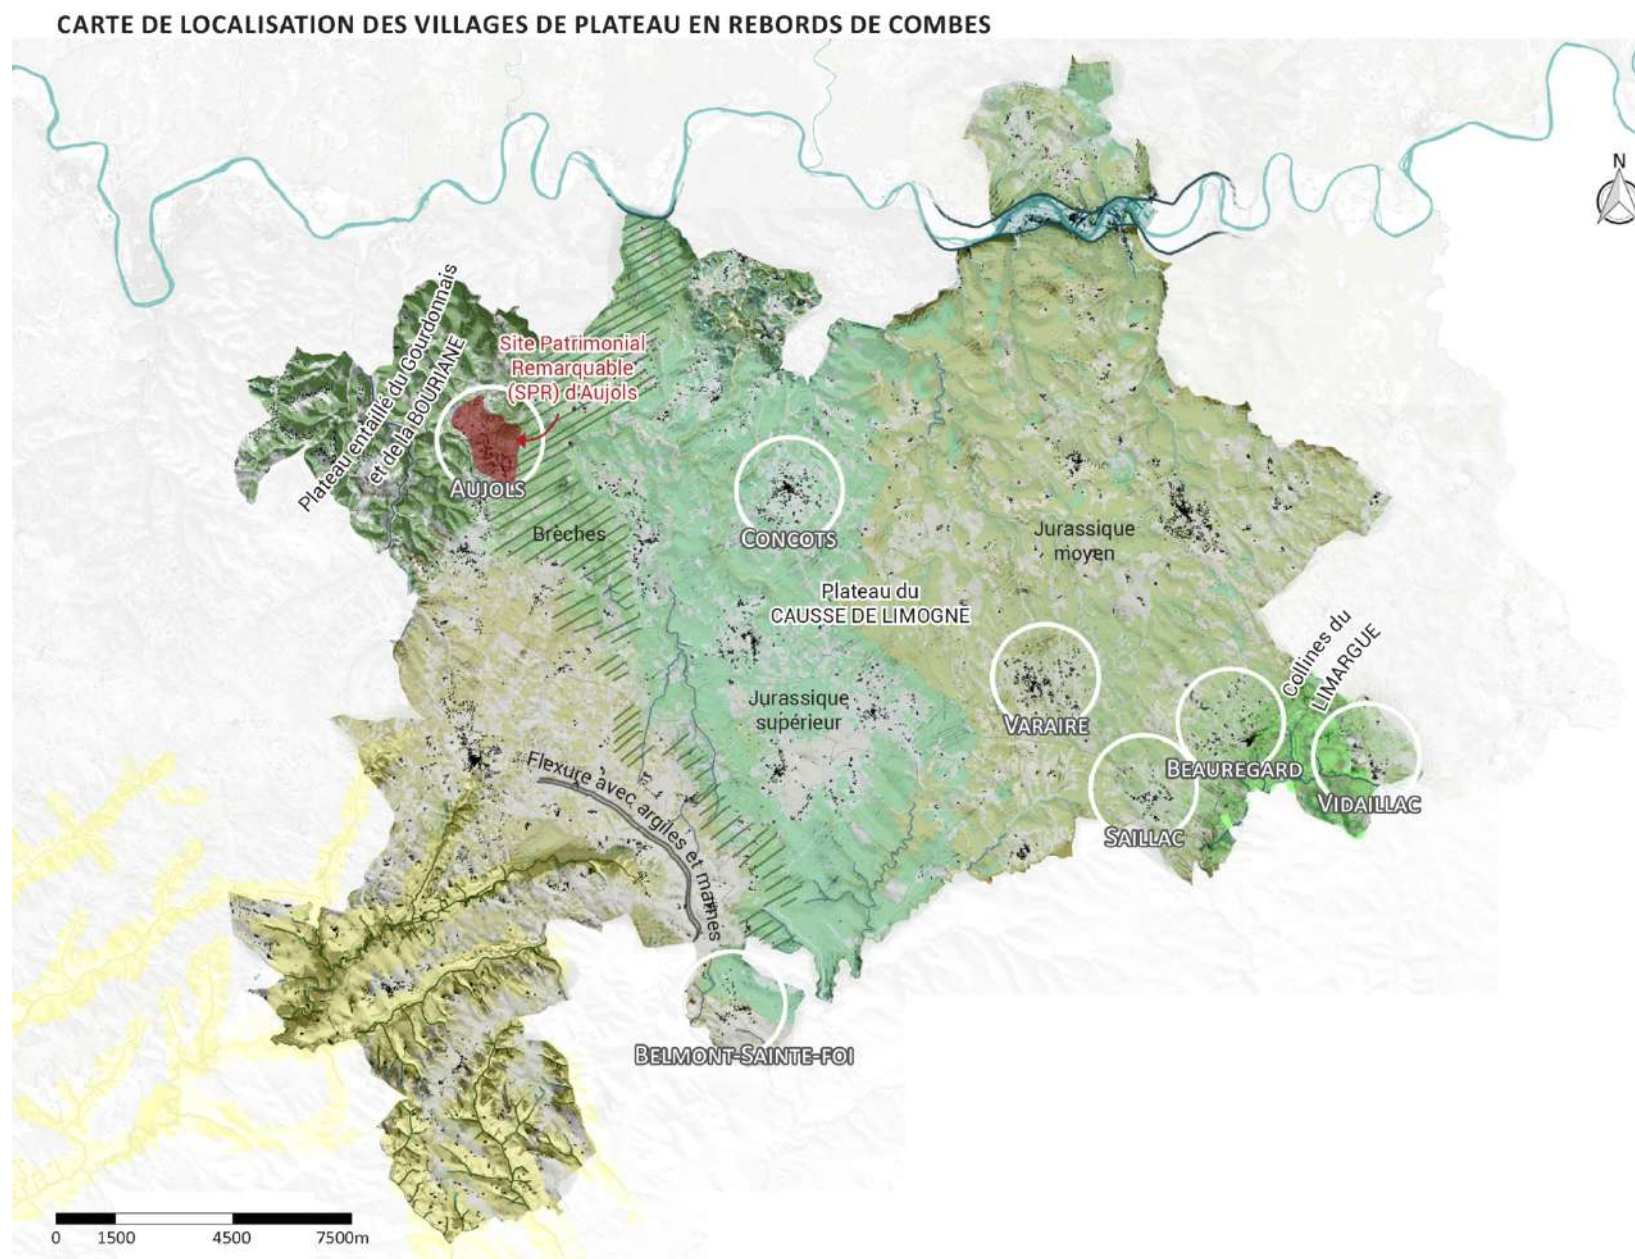 CARTE DE LOCALISATION DES VILLAGES DE PLATEAU EN REBORDS DE COMBES
N
Plateau entaillé du Gourdonnais
et de la BOURIANE
Site Patrimonial
Remarquable
(SPR) d'Aujols
AUJOLS
Brèches
CONCOTS
Jurassique
moyen
Plateau du
CAUSSE DE LIMOGNE
Collines du
LIMARGUE
Jurassique
supérieur
VARAIRE
BEAUREGARD
VIDAILLAC
SAILLAC
Flexure avec argiles et marnes
BELMONT-SAINTE-FOI
0 1500 4500 7500m